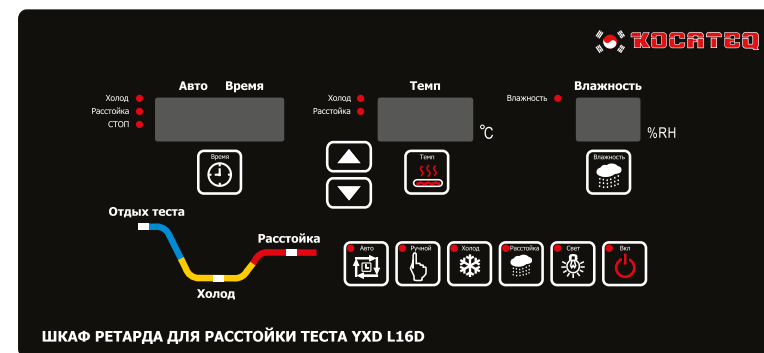 KOCATEQ
Авто Время
Темп
Влажность
Холод
Расстойка
СТОП
Холод
Расстойка
Влажность
°C
%RH
Время
Темп
Влажность
Отдых теста
Расстойка
Холод
Авто
Ручной
Холод
Расстойка
Свет
Вкл
ШКАФ РЕТАРДА ДЛЯ РАССТОЙКИ ТЕСТА YXD L16D